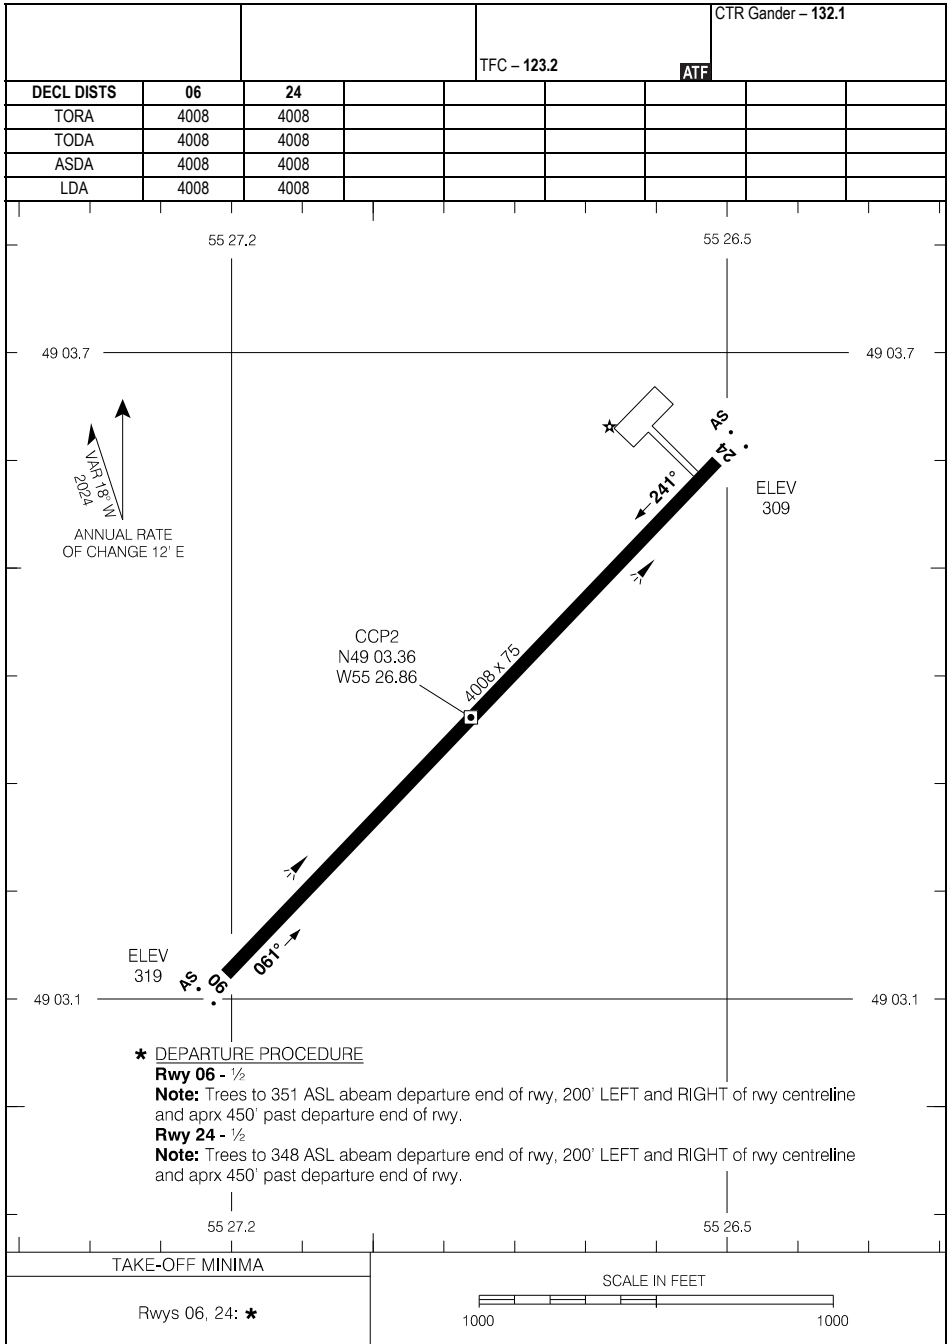 CTR Gander – 132.1
TFC – 123.2
ATF
DECL DISTS 06 24
TORA 4008 4008
TODA 4008 4008
ASDA 4008 4008
LDA 4008 4008
55 27.2 55 26.5
49 03.7 49 03.7
VAR 18° W
2024
ANNUAL RATE
OF CHANGE 12' E
AS
24
241°
ELEV
309
CCP2
N49 03.36
W55 26.86
4008 x 75
ELEV
319
AS
06
061°
49 03.1 49 03.1
★ DEPARTURE PROCEDURE
Rwy 06 - ½
Note: Trees to 351 ASL abeam departure end of rwy, 200' LEFT and RIGHT of rwy centreline
and aprx 450' past departure end of rwy.
Rwy 24 - ½
Note: Trees to 348 ASL abeam departure end of rwy, 200' LEFT and RIGHT of rwy centreline
and aprx 450' past departure end of rwy.
55 27.2 55 26.5
TAKE-OFF MINIMA
Rwys 06, 24: ★
SCALE IN FEET
1000 1000